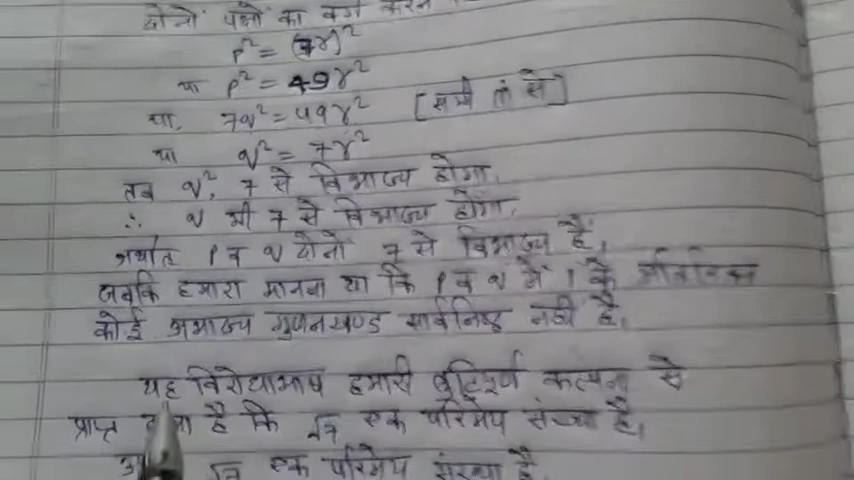 दोनों पक्षों का वर्ग करने
p² = (7r)²
या p² = 49r²
या, 7q² = 49r² [समी से]
या q² = 7r²
तब q², 7 से विभाज्य होगा,
∴ q भी 7 से विभाज्य होगा,
अर्थात p व q दोनों 7 से विभाज्य हैं,
जबकि हमारा मानना था कि p व q में 1 के अतिरिक्त
कोई अभाज्य गुणनखण्ड सार्वनिष्ठ नहीं है,
यह विरोधाभाष हमारी त्रुटिपूर्ण कल्पना से
प्राप्त हुआ है कि √7 एक परिमेय संख्या है,
√7 एक परिमेय संख्या है,